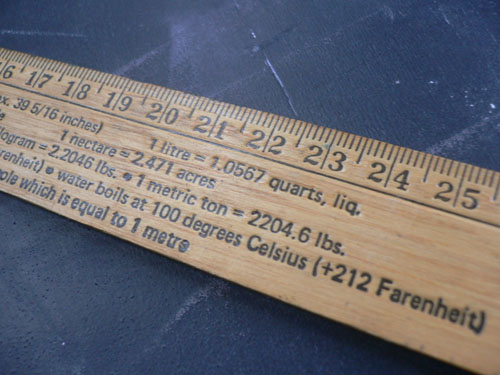 6 17 18 19 20 21 22 23 24 25
39 5/16 inches) 1 litre = 1.0567 quarts, liq.
1 hectare = 2.471 acres
logram = 2.2046 lbs. • 1 metric ton = 2204.6 lbs.
renheit) • water boils at 100 degrees Celsius (+212 Farenheit)
ole which is equal to 1 metre